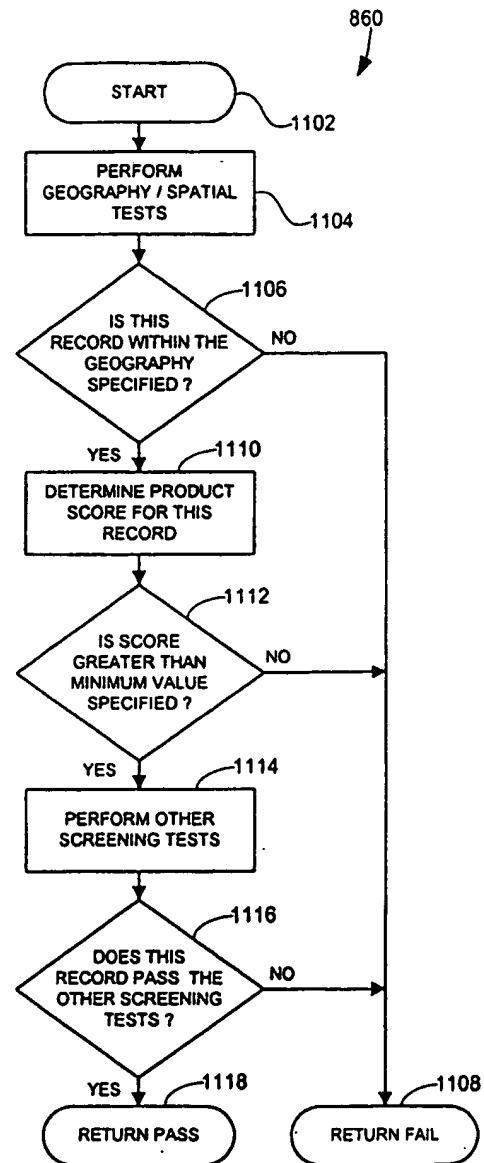 860
START
1102
PERFORM
GEOGRAPHY / SPATIAL
TESTS
1104
1106
IS THIS
RECORD WITHIN THE
GEOGRAPHY
SPECIFIED ?
NO
YES
1110
DETERMINE PRODUCT
SCORE FOR THIS
RECORD
1112
IS SCORE
GREATER THAN
MINIMUM VALUE
SPECIFIED ?
NO
YES
1114
PERFORM OTHER
SCREENING TESTS
1116
DOES THIS
RECORD PASS THE
OTHER SCREENING
TESTS ?
NO
YES
1118
RETURN PASS
1108
RETURN FAIL